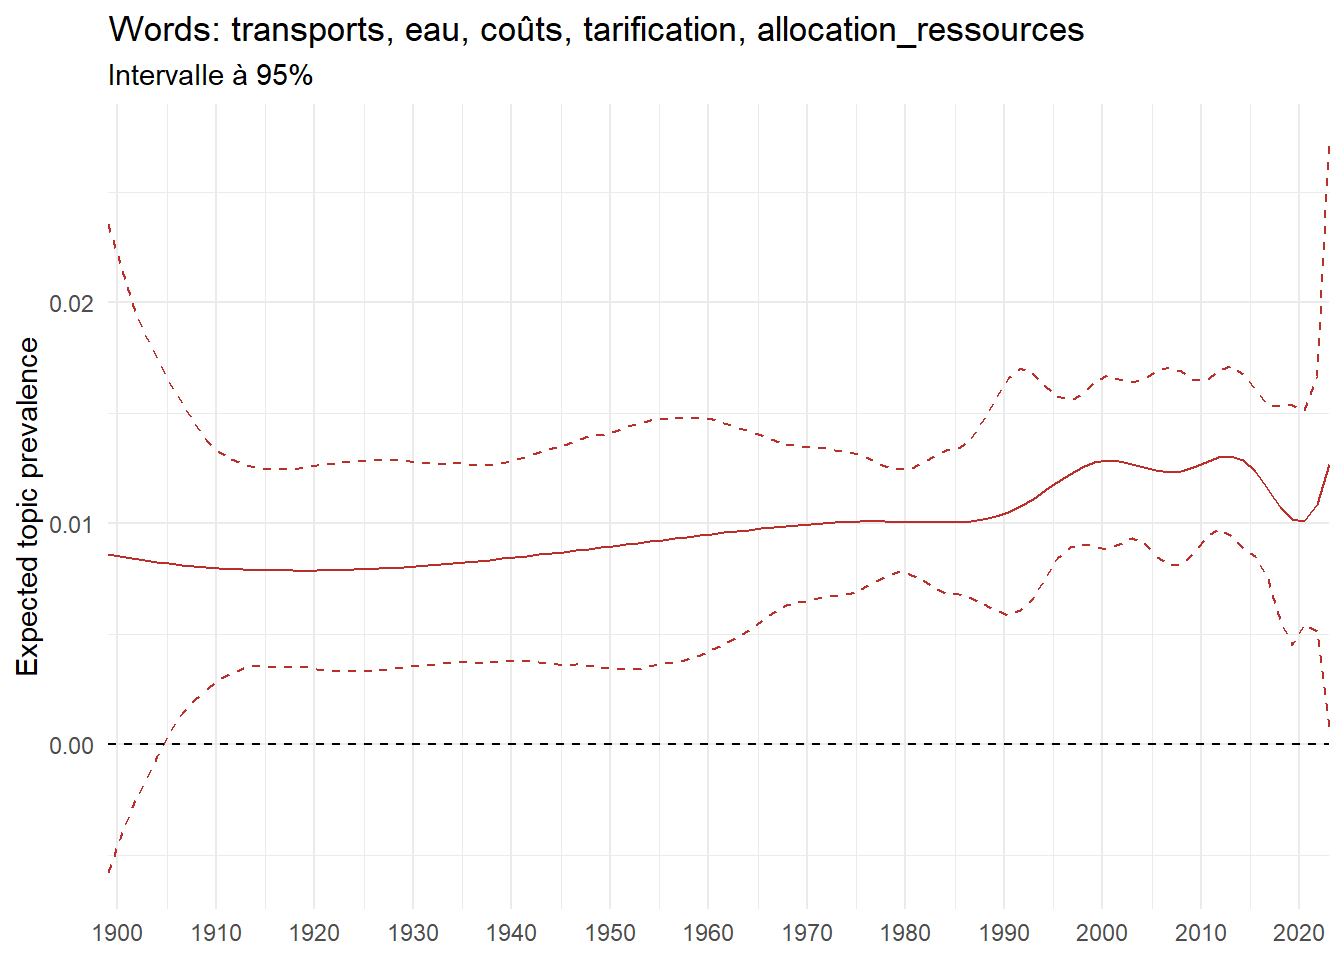 Words: transports, eau, coûts, tarification, allocation_ressources
Intervalle à 95%
Expected topic prevalence
0.02
0.01
0.00
1900 1910 1920 1930 1940 1950 1960 1970 1980 1990 2000 2010 2020